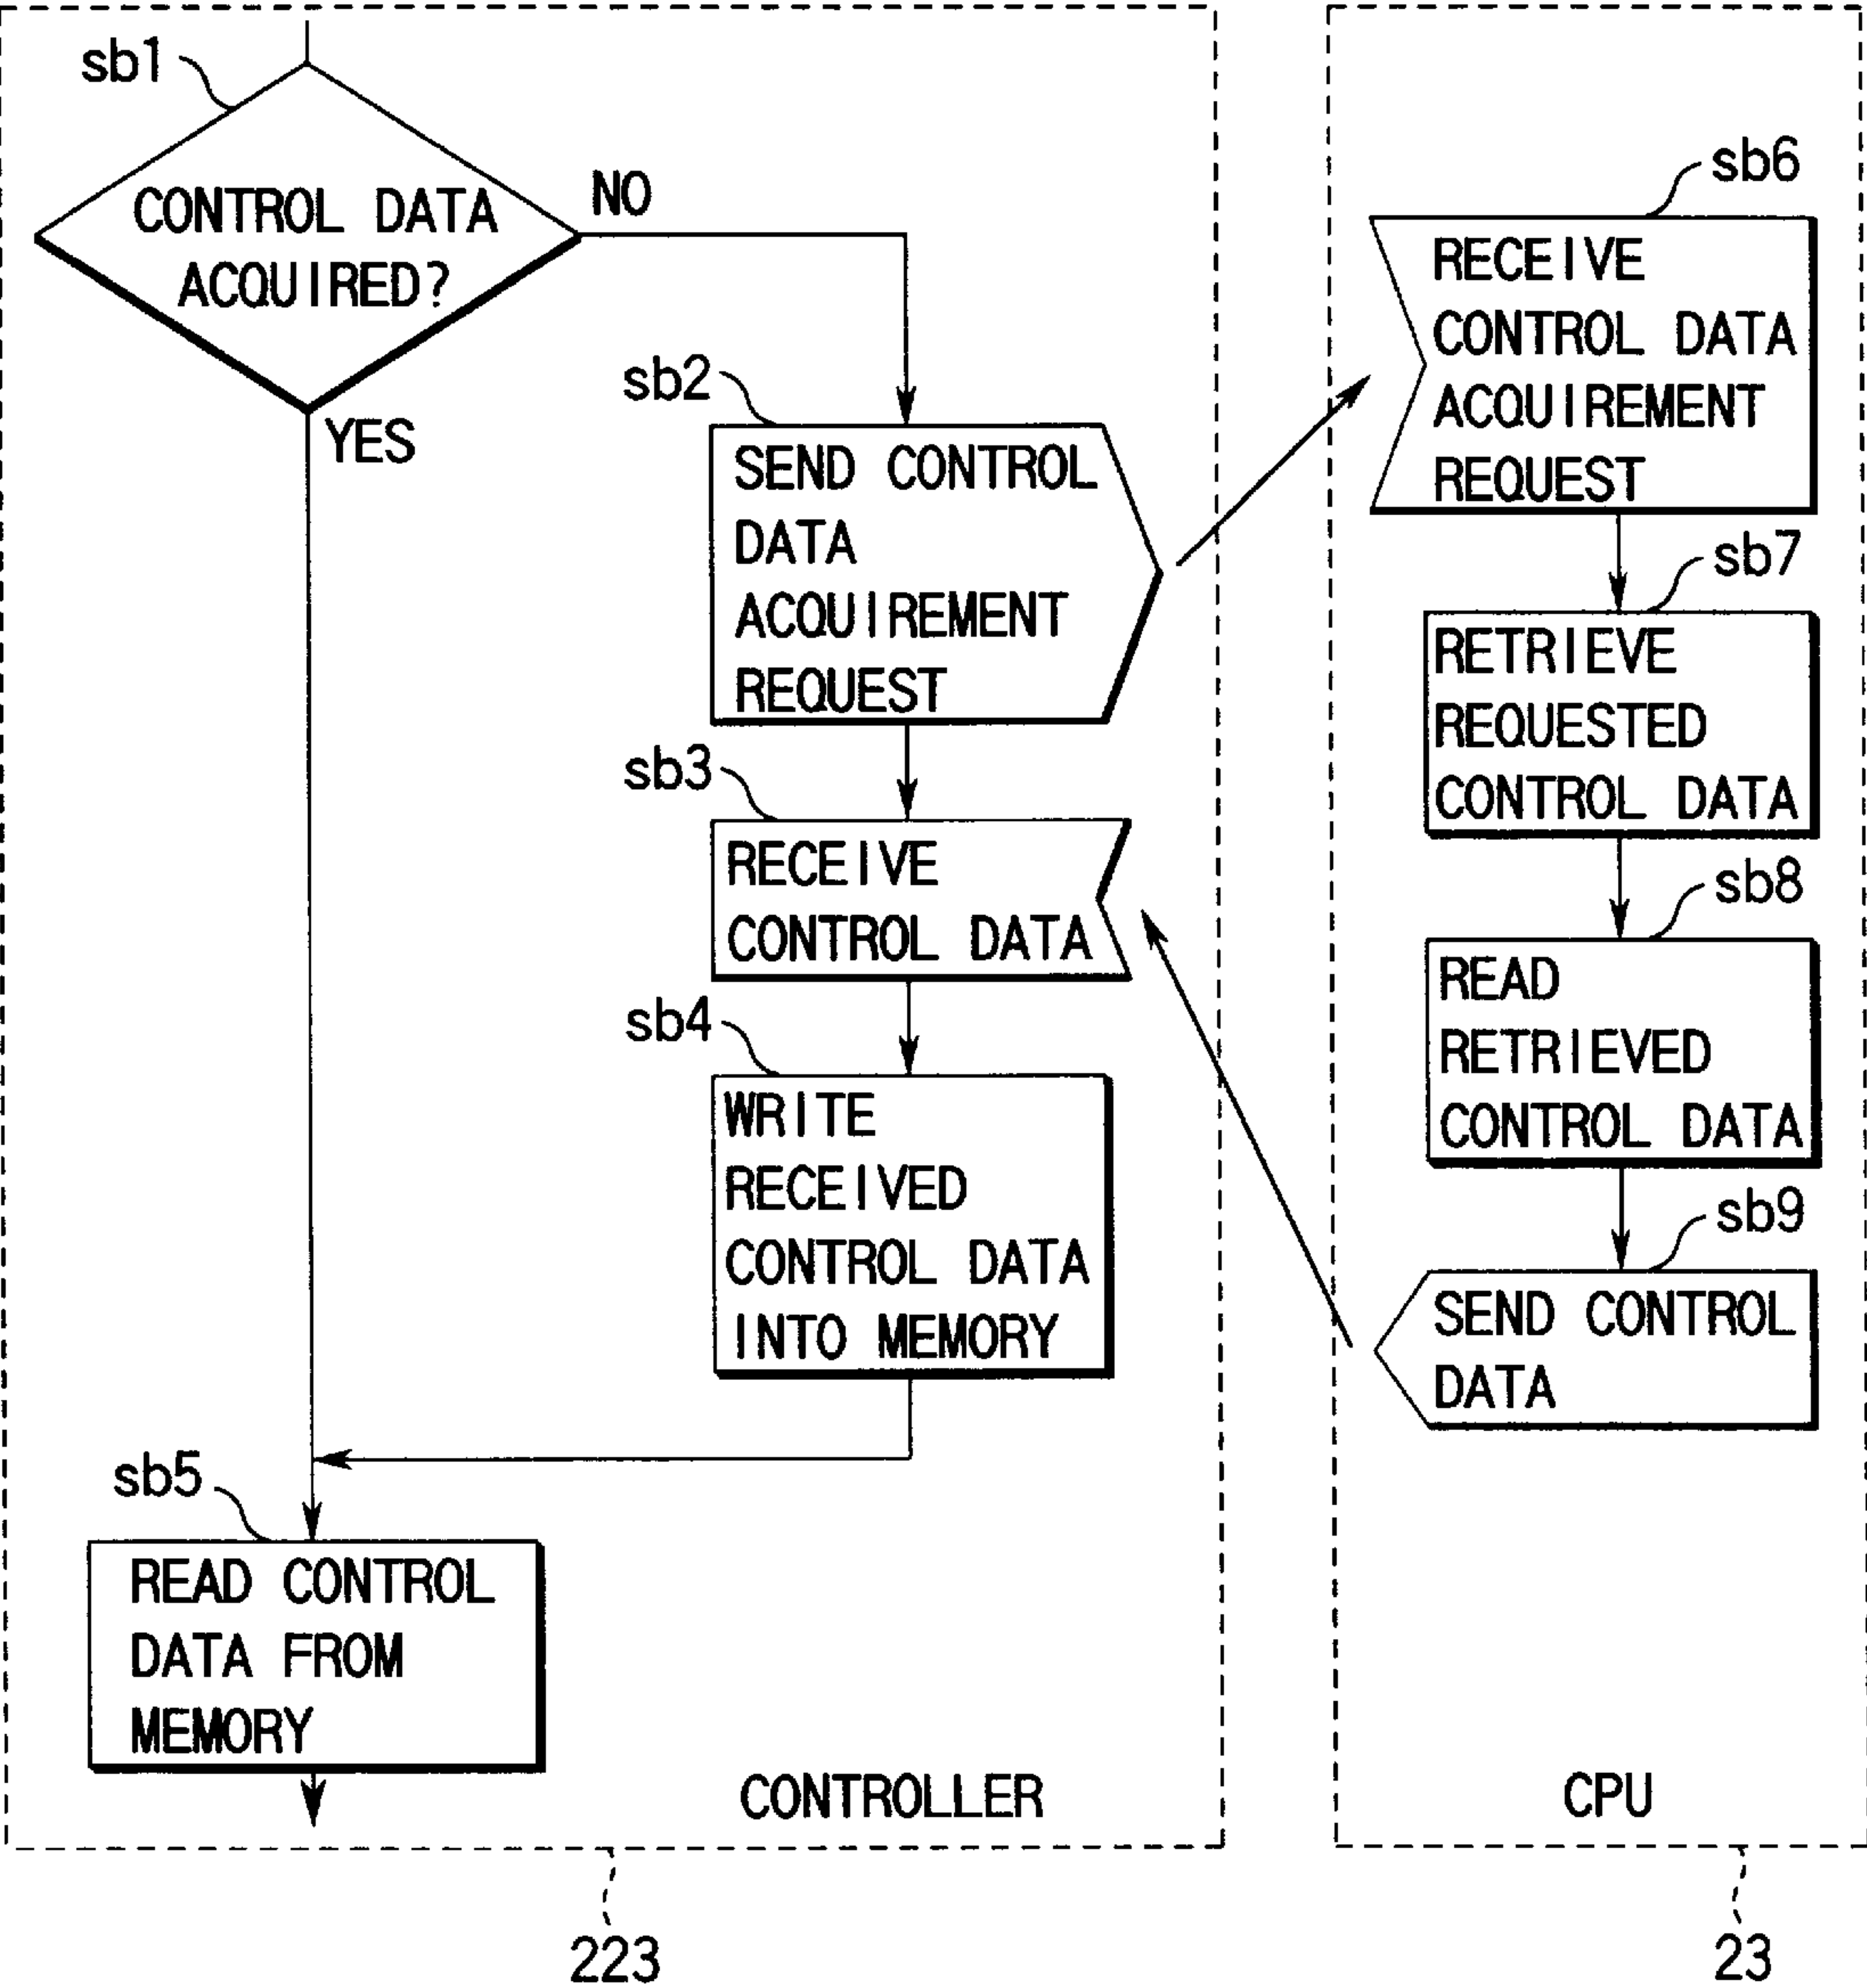 sb1
CONTROL DATA
ACQUIRED?
NO
YES
sb2
SEND CONTROL
DATA
ACQUIREMENT
REQUEST
sb3
RECEIVE
CONTROL DATA
sb4
WRITE
RECEIVED
CONTROL DATA
INTO MEMORY
sb5
READ CONTROL
DATA FROM
MEMORY
CONTROLLER
223
sb6
RECEIVE
CONTROL DATA
ACQUIREMENT
REQUEST
sb7
RETRIEVE
REQUESTED
CONTROL DATA
sb8
READ
RETRIEVED
CONTROL DATA
sb9
SEND CONTROL
DATA
CPU
23